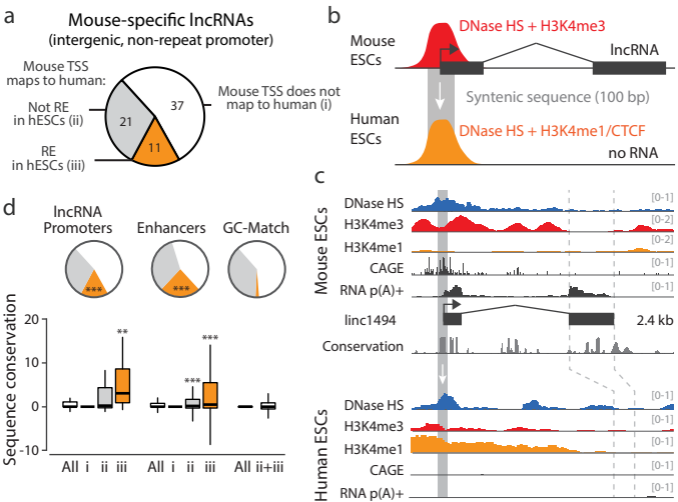 a
Mouse-specific lncRNAs
(intergenic, non-repeat promoter)
Mouse TSS
maps to human:
Not RE
in hESCs (ii)
RE
in hESCs (iii)
37
21
11
Mouse TSS does not
map to human (i)
b
DNase HS + H3K4me3
Mouse
ESCs
lncRNA
Syntenic sequence (100 bp)
Human
ESCs
DNase HS + H3K4me1/CTCF
no RNA
c
Mouse ESCs
DNase HS
[0-1]
H3K4me3
[0-2]
H3K4me1
[0-2]
CAGE
[0-1]
RNA p(A)+
[0-1]
linc1494
2.4 kb
Conservation
Human ESCs
DNase HS
[0-1]
H3K4me3
[0-1]
H3K4me1
[0-1]
CAGE
[0-1]
RNA p(A)+
[0-1]
d
lncRNA
Promoters
Enhancers
GC-Match
***
***
Sequence conservation
20
10
0
-10
**
***
***
All i ii iii
All i ii iii
All ii+iii